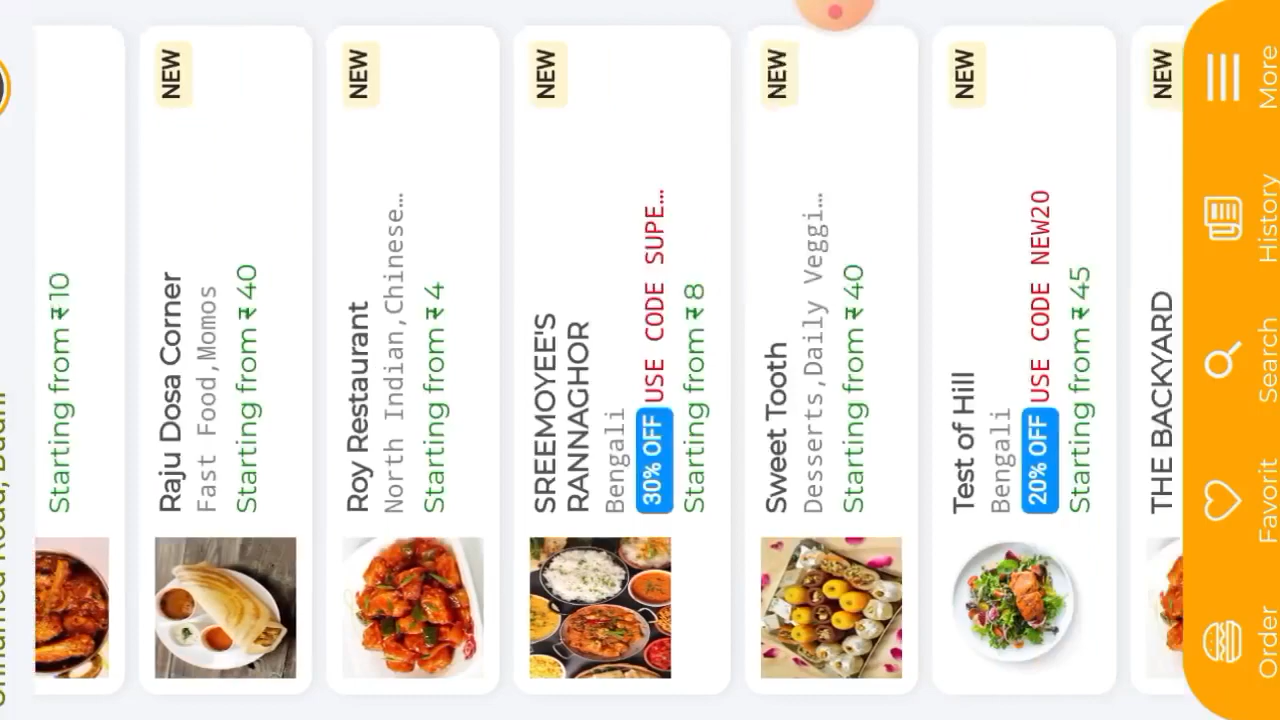 Starting from ₹10
NEW
Raju Dosa Corner
Fast Food,Momos
Starting from ₹40
NEW
Roy Restaurant
North Indian,Chinese…
Starting from ₹4
NEW
SREEMOYEE'S
RANNAGHOR
Bengali
30% OFF USE CODE SUPE…
Starting from ₹8
NEW
Sweet Tooth
Desserts,Daily Veggi…
Starting from ₹40
NEW
Test of Hill
Bengali
20% OFF USE CODE NEW20
Starting from ₹45
NEW
THE BACKYARD
Order
Favorit
Search
History
More